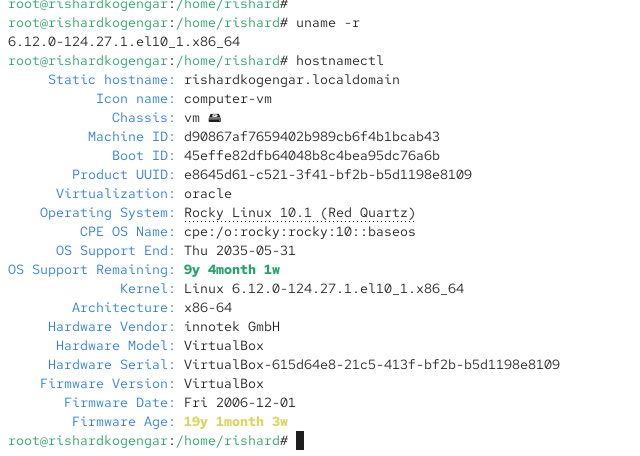 root@rishardkogengar:/home/rishard#
root@rishardkogengar:/home/rishard# uname -r
6.12.0-124.27.1.el10_1.x86_64
root@rishardkogengar:/home/rishard# hostnamectl
Static hostname: rishardkogengar.localdomain
Icon name: computer-vm
Chassis: vm 🖴
Machine ID: d90867af7659402b989cb6f4b1bcab43
Boot ID: 45effe82dfb64048b8c4bea95dc76a6b
Product UUID: e8645d61-c521-3f41-bf2b-b5d1198e8109
Virtualization: oracle
Operating System: Rocky Linux 10.1 (Red Quartz)
CPE OS Name: cpe:/o:rocky:rocky:10::baseos
OS Support End: Thu 2035-05-31
OS Support Remaining: 9y 4month 1w
Kernel: Linux 6.12.0-124.27.1.el10_1.x86_64
Architecture: x86-64
Hardware Vendor: innotek GmbH
Hardware Model: VirtualBox
Hardware Serial: VirtualBox-615d64e8-21c5-413f-bf2b-b5d1198e8109
Firmware Version: VirtualBox
Firmware Date: Fri 2006-12-01
Firmware Age: 19y 1month 3w
root@rishardkogengar:/home/rishard#